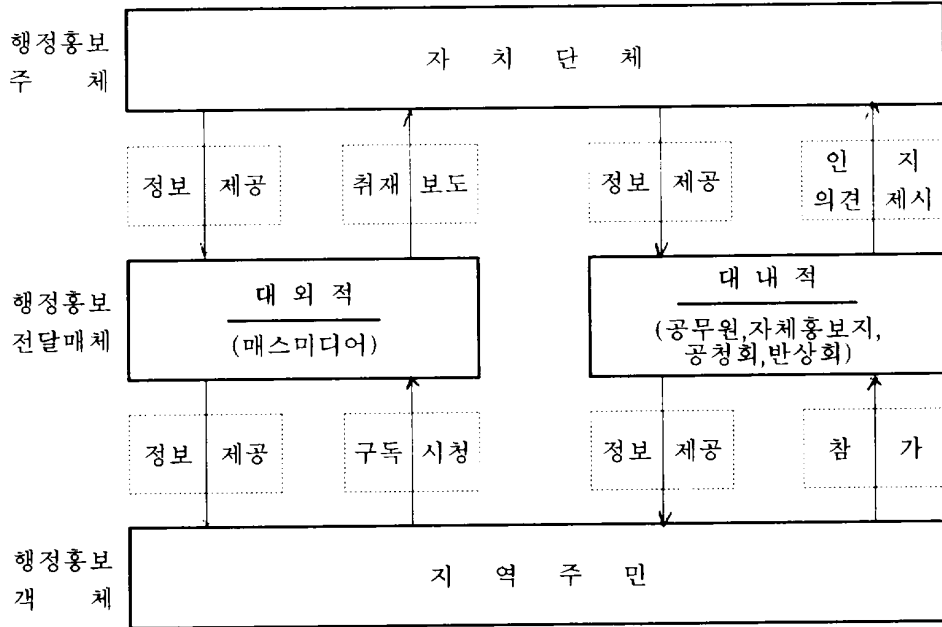 행정홍보
주 체
자 치 단 체
정보 제공
취재 보도
정보 제공
인 지
의견 제시
행정홍보
전달매체
대 외 적
(매스미디어)
대 내 적
(공무원,자체홍보지,
공청회,반상회)
정보 제공
구독 시청
정보 제공
참 가
행정홍보
객 체
지 역 주 민